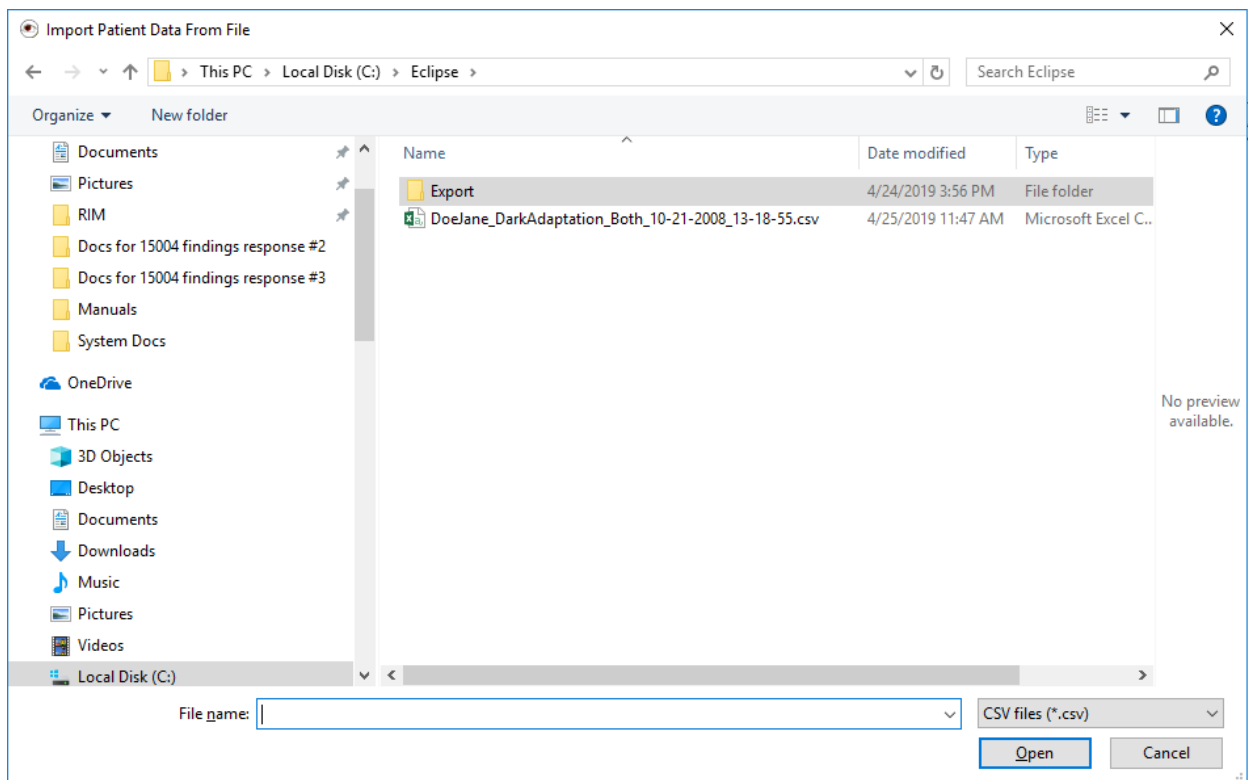 Import Patient Data From File
This PC > Local Disk (C:) > Eclipse >
Search Eclipse
Organize
New folder
Documents
Pictures
RIM
Docs for 15004 findings response #2
Docs for 15004 findings response #3
Manuals
System Docs
OneDrive
This PC
3D Objects
Desktop
Documents
Downloads
Music
Pictures
Videos
Local Disk (C:)
Name Date modified Type
Export 4/24/2019 3:56 PM File folder
DoeJane_DarkAdaptation_Both_10-21-2008_13-18-55.csv 4/25/2019 11:47 AM Microsoft Excel C...
No preview
available.
File name:
CSV files (*.csv)
Open
Cancel